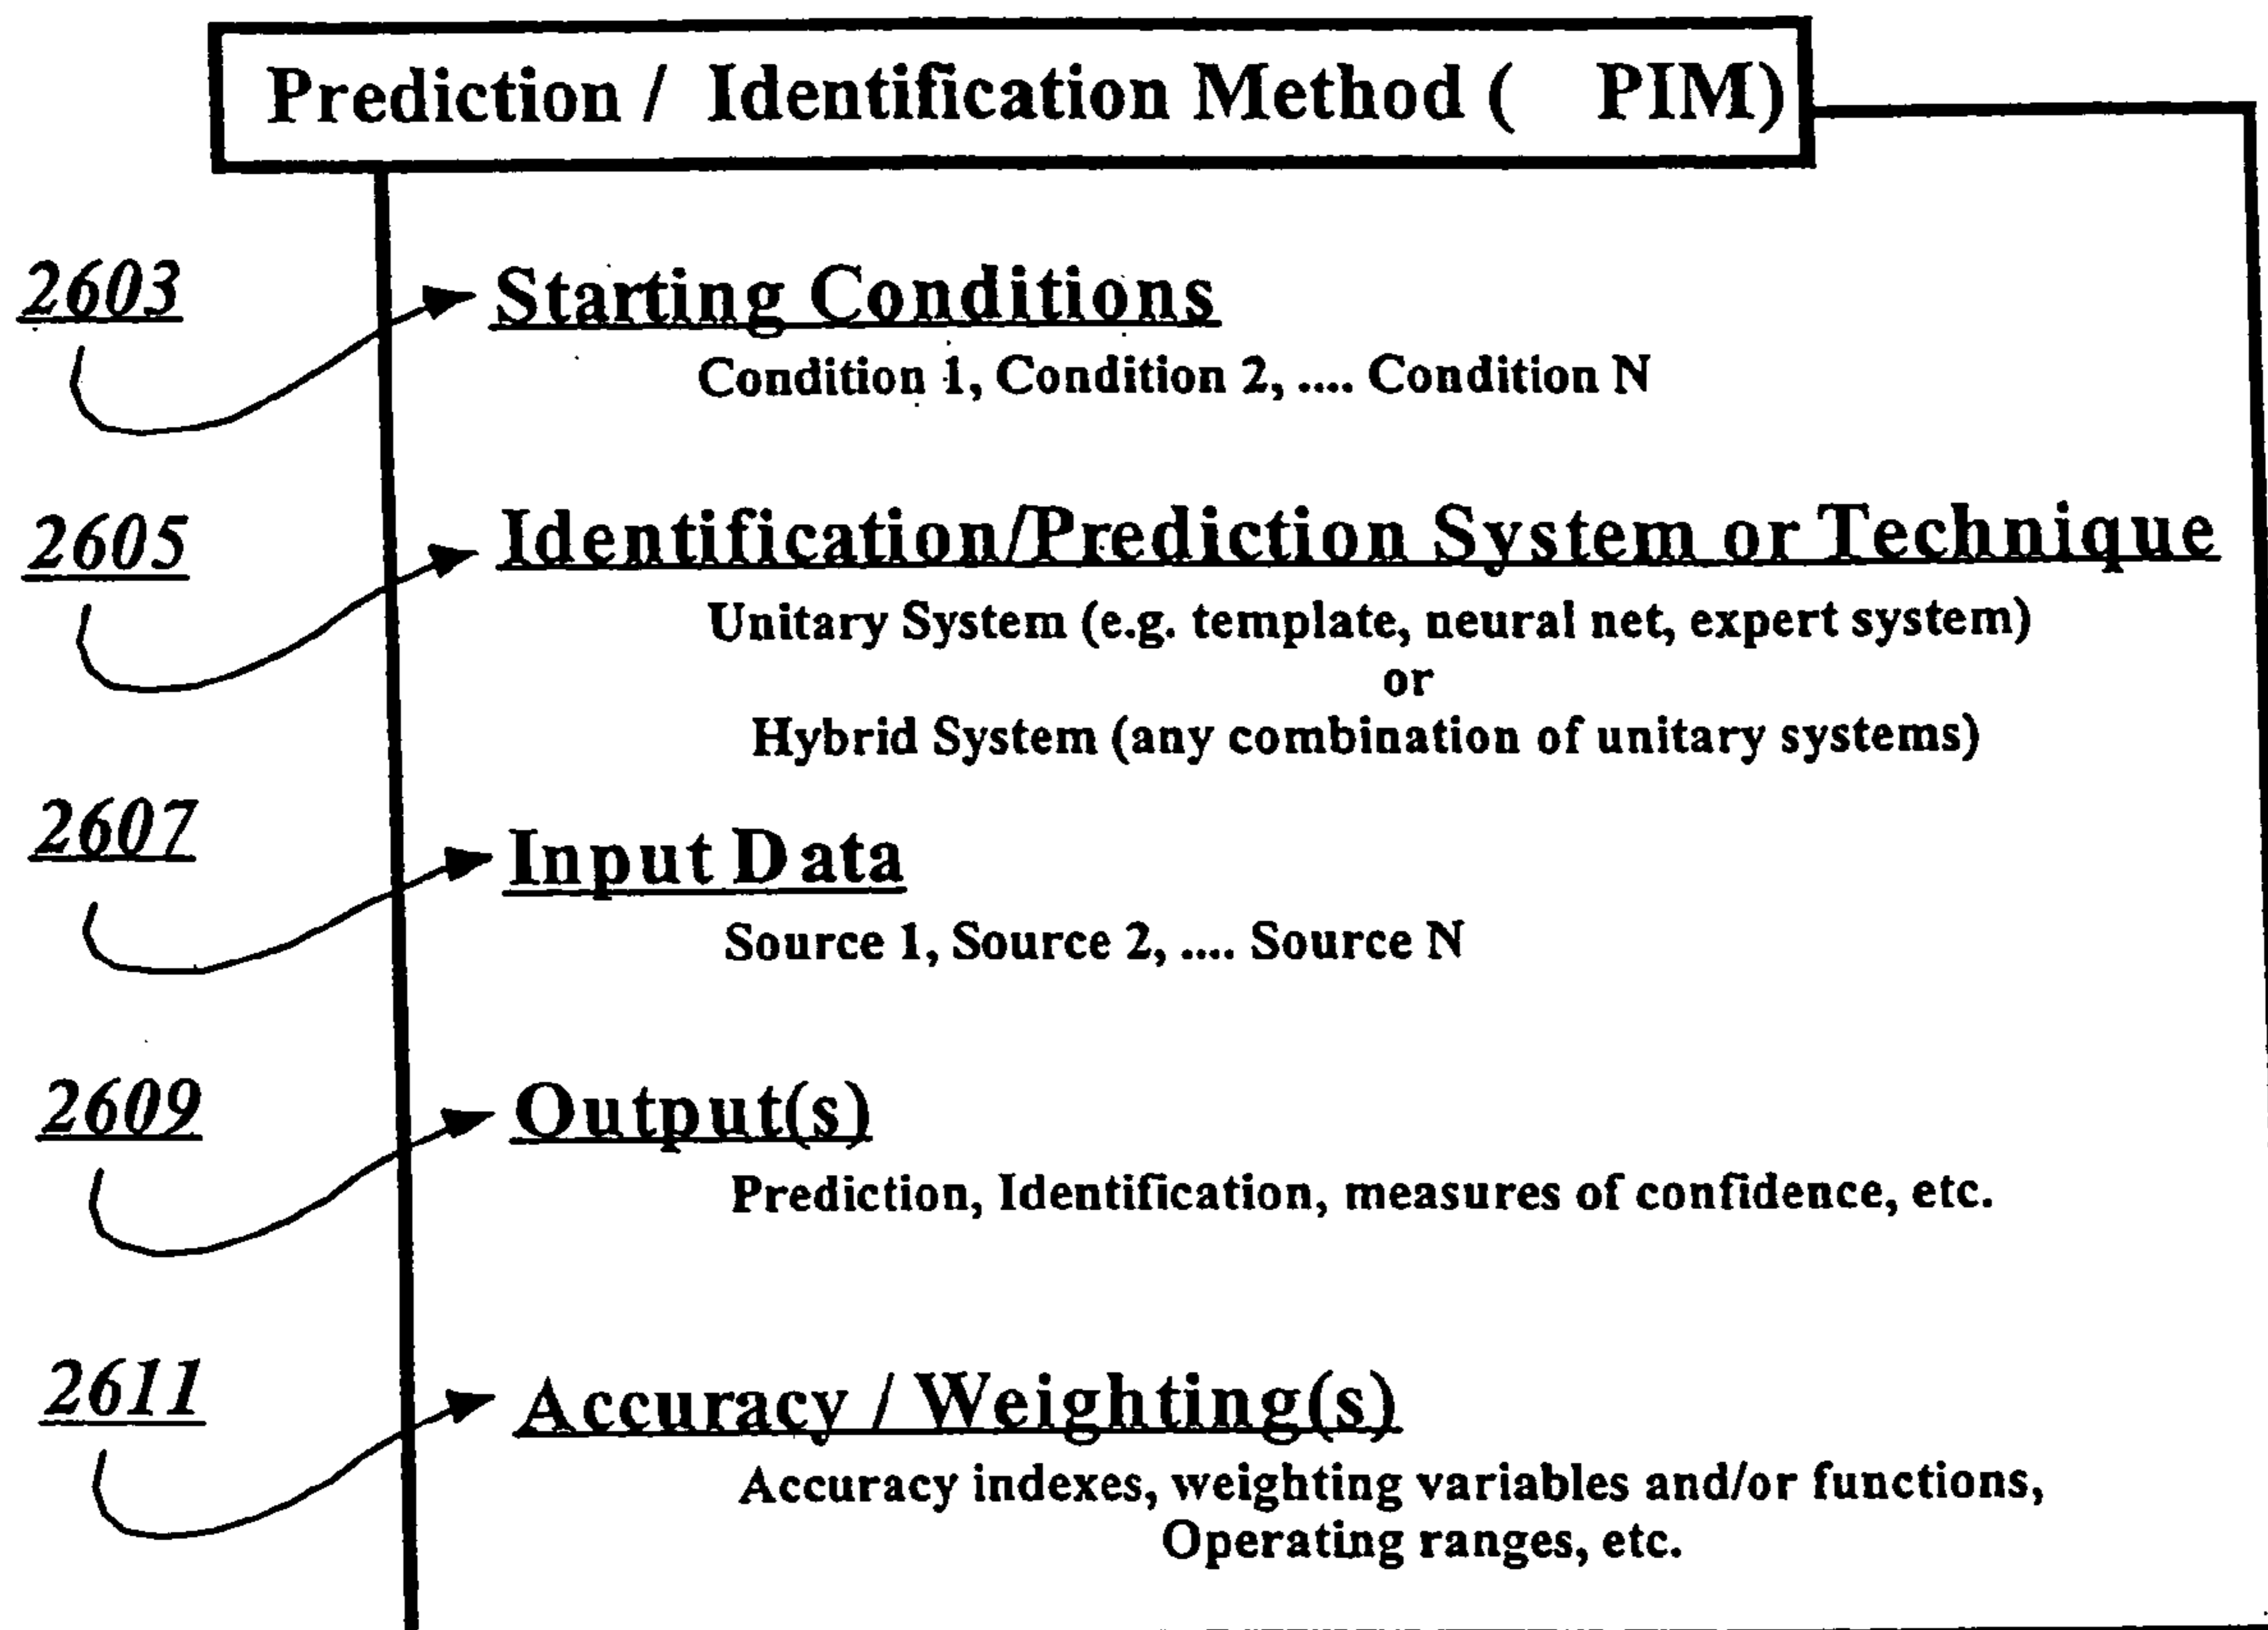 Prediction / Identification Method ( PIM)
2603
Starting Conditions
Condition 1, Condition 2, .... Condition N
2605
Identification/Prediction System or Technique
Unitary System (e.g. template, neural net, expert system)
or
Hybrid System (any combination of unitary systems)
2607
Input Data
Source 1, Source 2, .... Source N
2609
Output(s)
Prediction, Identification, measures of confidence, etc.
2611
Accuracy / Weighting(s)
Accuracy indexes, weighting variables and/or functions,
Operating ranges, etc.